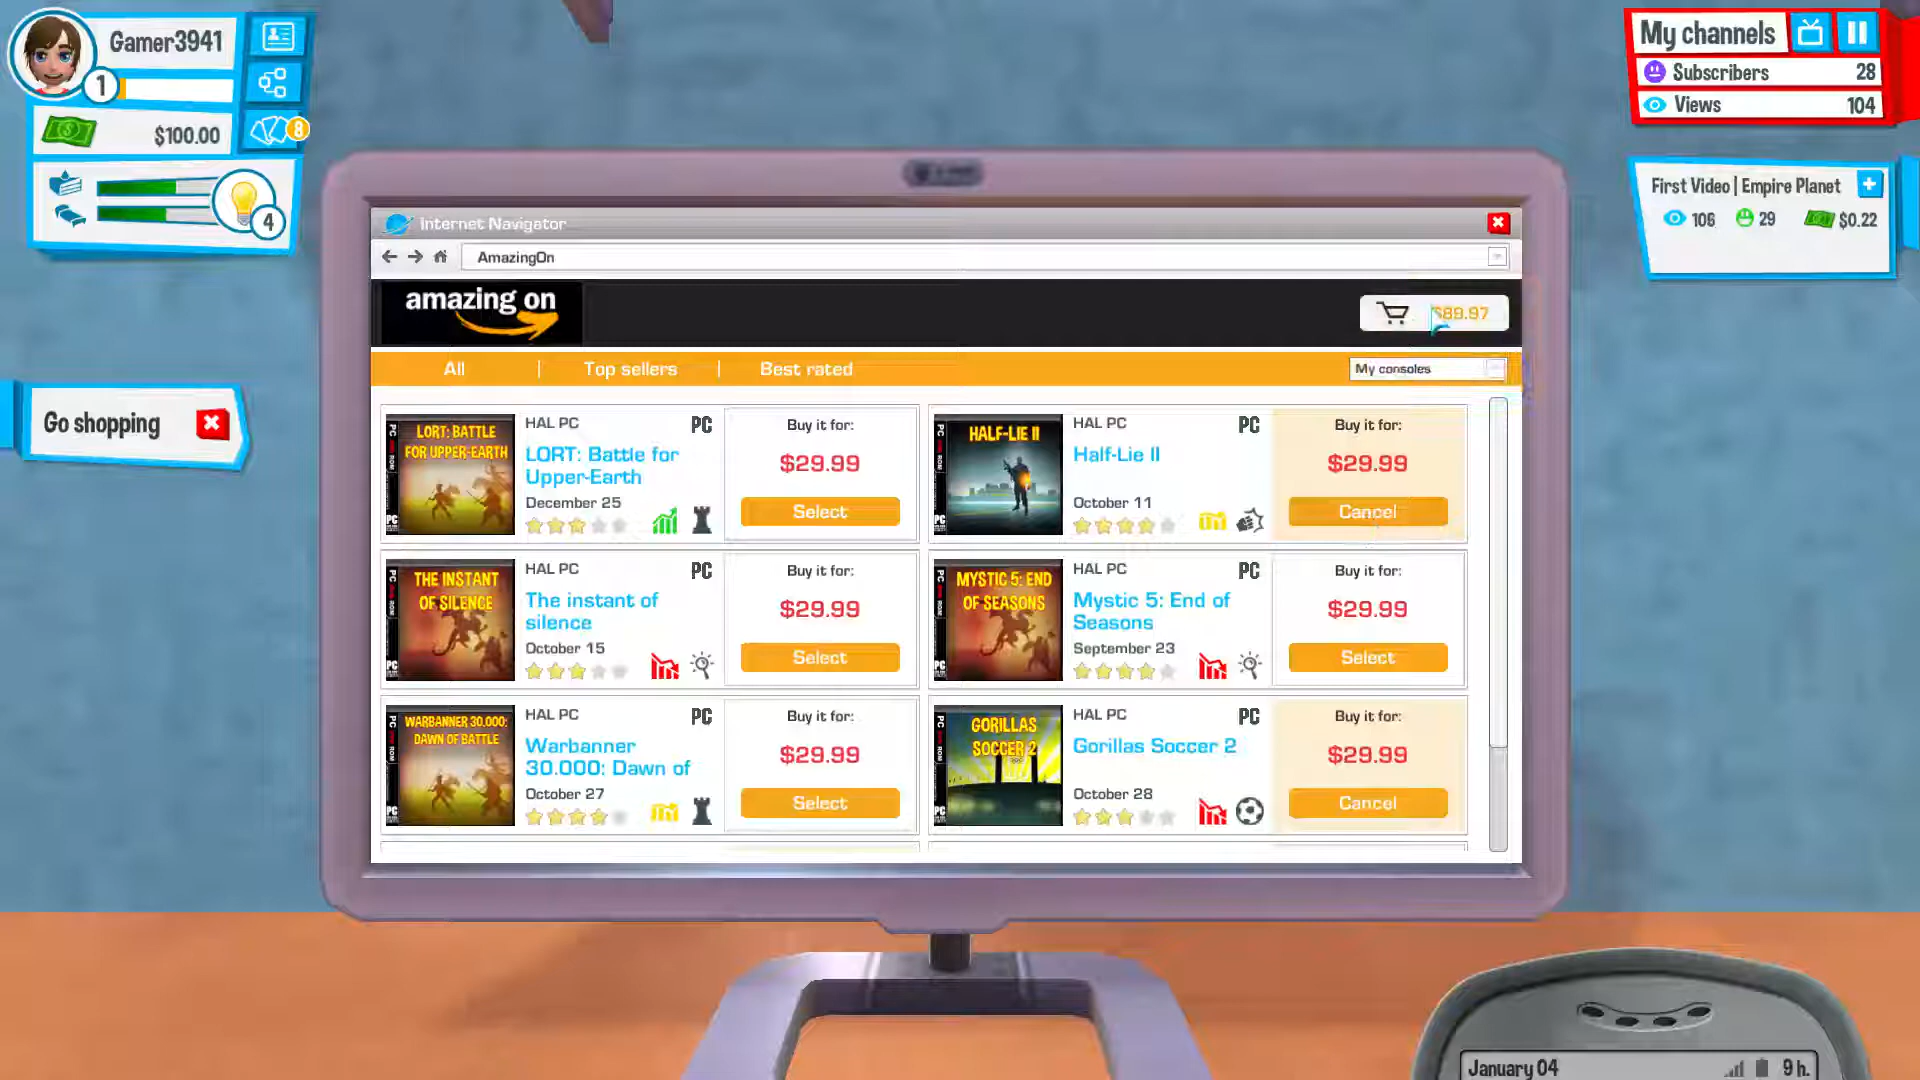 Gamer3941
1
$100.00
8
4
My channels
Subscribers 28
Views 104
First Video | Empire Planet
106 29 $0.22
Go shopping
Internet Navigator
AmazingOn
amazing on
$89.97
All | Top sellers | Best rated
My consoles
LORT: BATTLE
FOR UPPER-EARTH
PC
HAL PC PC
LORT: Battle for
Upper-Earth
December 25
Buy it for:
$29.99
Select
HALF-LIE II
PC
HAL PC PC
Half-Lie II
October 11
Buy it for:
$29.99
Cancel
THE INSTANT
OF SILENCE
PC
HAL PC PC
The instant of
silence
October 15
Buy it for:
$29.99
Select
MYSTIC 5: END
OF SEASONS
PC
HAL PC PC
Mystic 5: End of
Seasons
September 23
Buy it for:
$29.99
Select
WARBANNER 30.000:
DAWN OF BATTLE
PC
HAL PC PC
Warbanner
30.000: Dawn of
October 27
Buy it for:
$29.99
Select
GORILLAS
SOCCER 2
PC
HAL PC PC
Gorillas Soccer 2
October 28
Buy it for:
$29.99
Cancel
January 04 9 h.